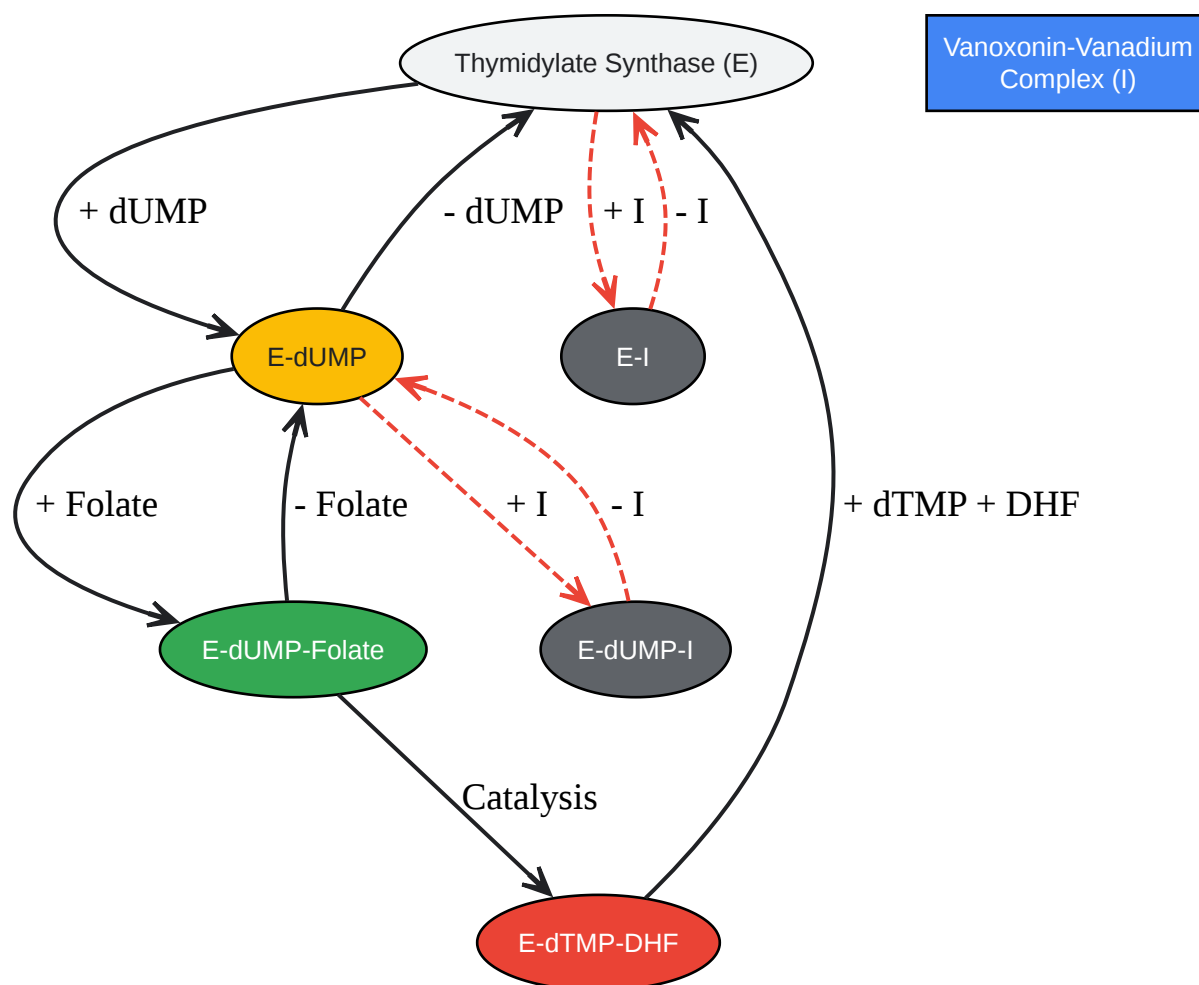 Thymidylate Synthase (E)
Vanoxonin-Vanadium
Complex (I)
+ dUMP
- dUMP
+ I
- I
E-dUMP
E-I
+ Folate
- Folate
+ I
- I
+ dTMP + DHF
E-dUMP-Folate
E-dUMP-I
Catalysis
E-dTMP-DHF